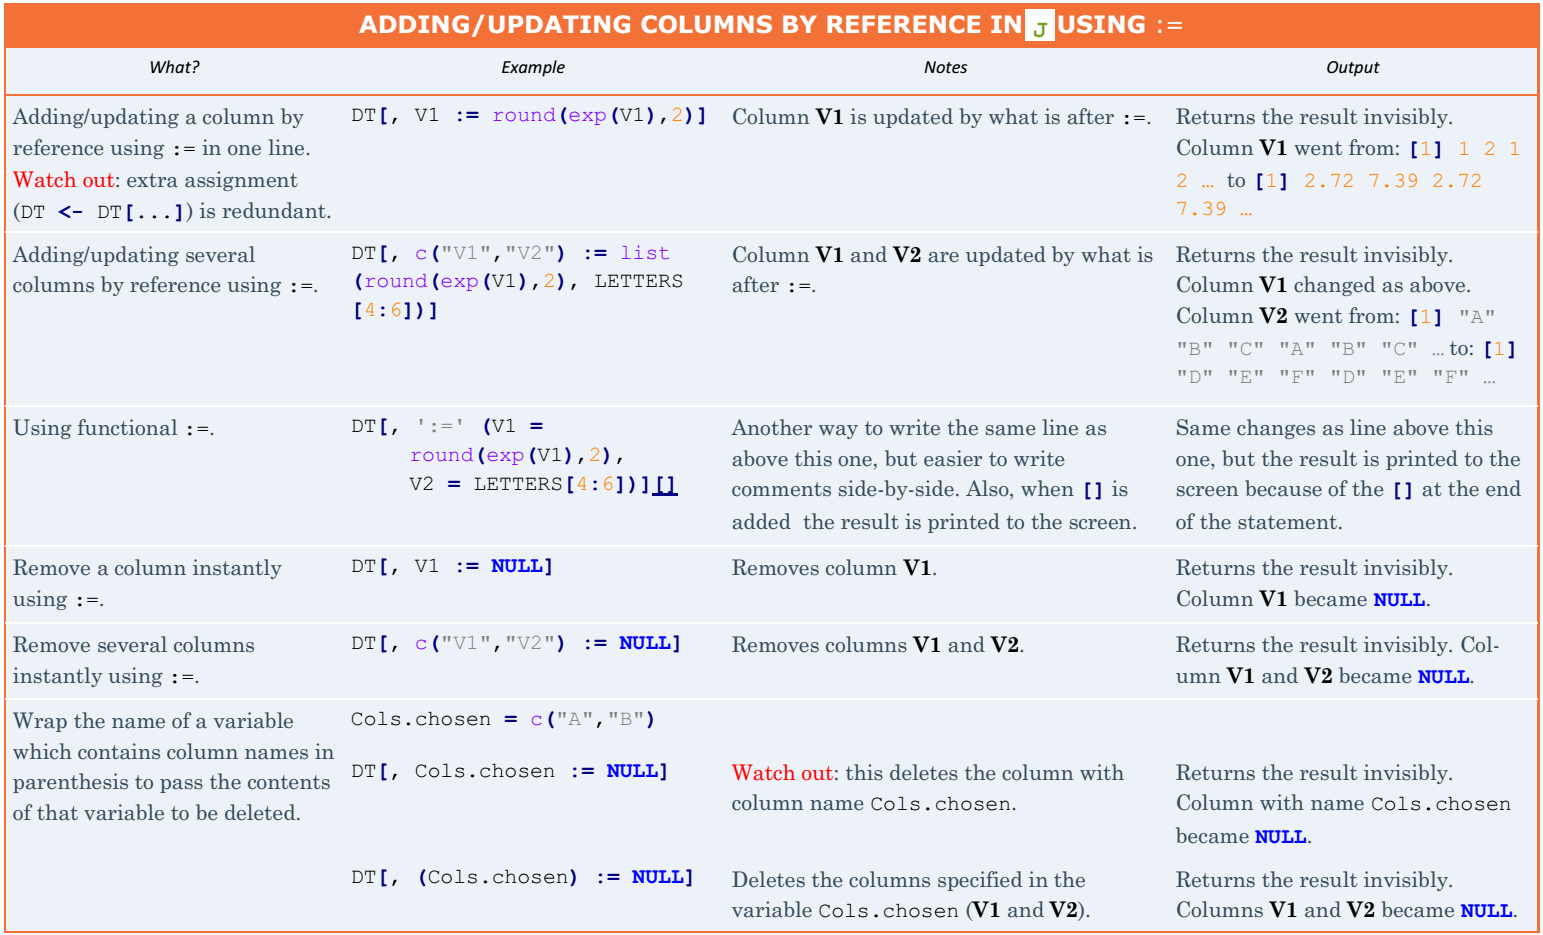 ADDING/UPDATING COLUMNS BY REFERENCE IN J USING :=
What? Example Notes Output
Adding/updating a column by
reference using :=in one line.
Watch out: extra assignment
(DT <- DT[...]) is redundant.
DT[, V1 := round(exp(V1),2)]
Column V1 is updated by what is after :=.
Returns the result invisibly.
Column V1 went from: [1] 1 2 1
2 … to [1] 2.72 7.39 2.72
7.39 …
Adding/updating several
columns by reference using :=.
DT[, c("V1","V2") := list
(round(exp(V1),2), LETTERS
[4:6])]
Column V1 and V2 are updated by what is
after :=.
Returns the result invisibly.
Column V1 changed as above.
Column V2 went from: [1] "A"
"B" "C" "A" "B" "C" … to: [1]
"D" "E" "F" "D" "E" "F" …
Using functional :=.
DT[, ':=' (V1 =
round(exp(V1),2),
V2 = LETTERS[4:6])][]
Another way to write the same line as
above this one, but easier to write
comments side-by-side. Also, when [] is
added the result is printed to the screen.
Same changes as line above this
one, but the result is printed to the
screen because of the [] at the end
of the statement.
Remove a column instantly
using :=.
DT[, V1 := NULL]
Removes column V1.
Returns the result invisibly.
Column V1 became NULL.
Remove several columns
instantly using :=.
DT[, c("V1","V2") := NULL]
Removes columns V1 and V2.
Returns the result invisibly. Col-
umn V1 and V2 became NULL.
Wrap the name of a variable
which contains column names in
parenthesis to pass the contents
of that variable to be deleted.
Cols.chosen = c("A","B")
DT[, Cols.chosen := NULL]
Watch out: this deletes the column with
column name Cols.chosen.
Returns the result invisibly.
Column with name Cols.chosen
became NULL.
DT[, (Cols.chosen) := NULL]
Deletes the columns specified in the
variable Cols.chosen (V1 and V2).
Returns the result invisibly.
Columns V1 and V2 became NULL.